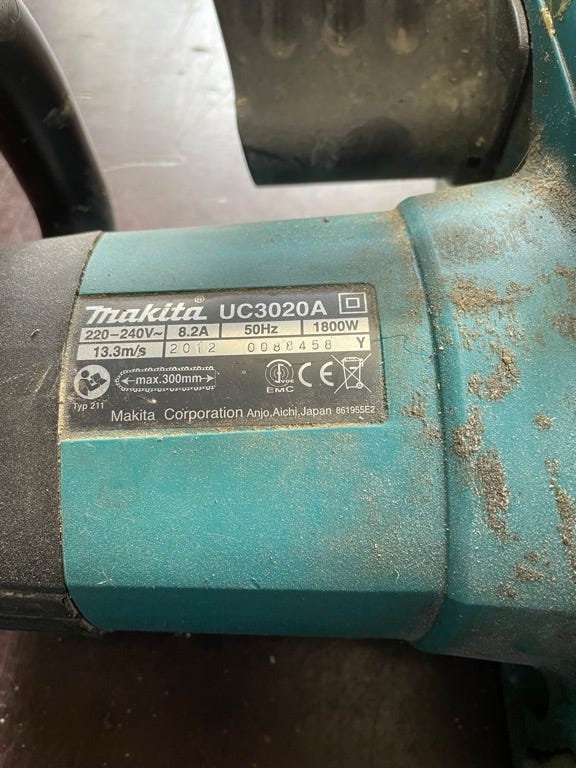 makita® UC3020A
220-240V~ 8.2A 50Hz 1800W
13.3m/s 2012 0088458 Y
max.300mm
EMC CE
Typ 211
Makita Corporation Anjo,Aichi,Japan 861955E2